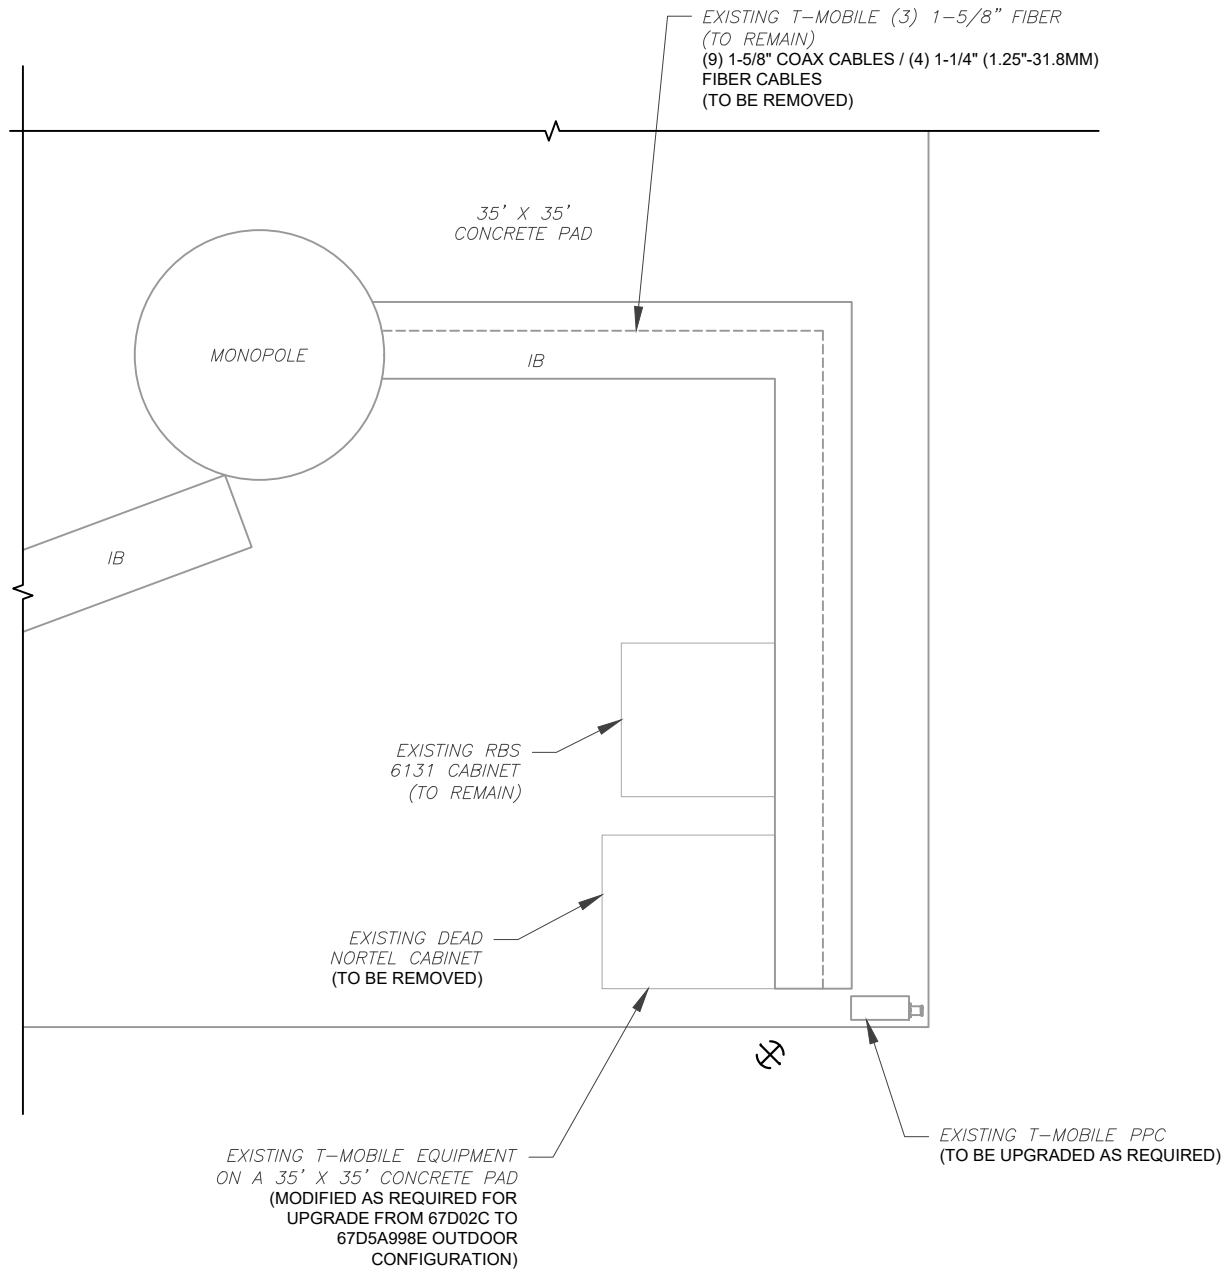 EXISTING T-MOBILE (3) 1-5/8" FIBER
(TO REMAIN)
(9) 1-5/8" COAX CABLES / (4) 1-1/4" (1.25"-31.8MM)
FIBER CABLES
(TO BE REMOVED)
35' X 35'
CONCRETE PAD
MONOPOLE
IB
IB
EXISTING RBS
6131 CABINET
(TO REMAIN)
EXISTING DEAD
NORTEL CABINET
(TO BE REMOVED)
EXISTING T-MOBILE PPC
(TO BE UPGRADED AS REQUIRED)
EXISTING T-MOBILE EQUIPMENT
ON A 35' X 35' CONCRETE PAD
(MODIFIED AS REQUIRED FOR
UPGRADE FROM 67D02C TO
67D5A998E OUTDOOR
CONFIGURATION)